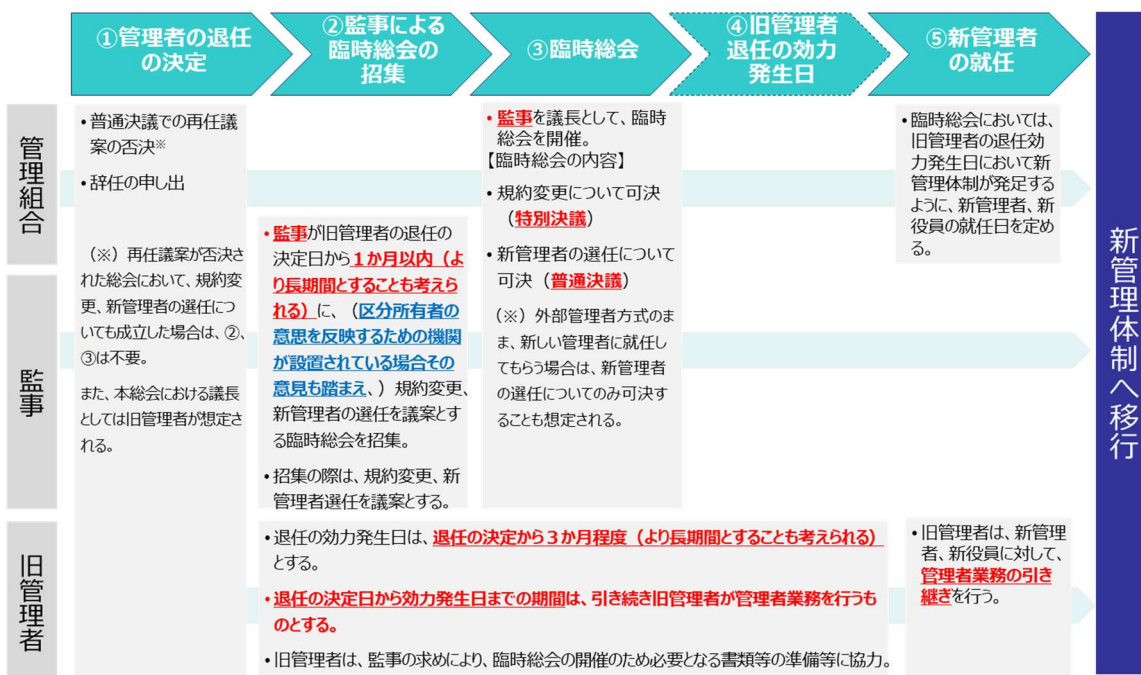 ①管理者の退任
の決定
②監事による
臨時総会の
招集
③臨時総会
④旧管理者
退任の効力
発生日
⑤新管理者
の就任
管理組合
監事
旧管理者
・普通決議での再任議
案の否決※
・辞任の申し出
（※）再任議案が否決さ
れた総会において、規約変
更、新管理者の選任につ
いても成立した場合は、②、
③は不要。
また、本総会における議長
としては旧管理者が想定さ
れる。
・監事が旧管理者の退任の
決定日から１か月以内（よ
り長期間とすることも考えら
れる）に、（区分所有者の
意思を反映するための機関
が設置されている場合その
意見も踏まえ、）規約変更、
新管理者の選任を議案とす
る臨時総会を招集。
・招集の際は、規約変更、新
管理者選任を議案とする。
・監事を議長として、臨時
総会を開催。
【臨時総会の内容】
・規約変更について可決
（特別決議）
・新管理者の選任について
可決（普通決議）
（※）外部管理者方式のま
ま、新しい管理者に就任し
てもらう場合は、新管理者
の選任についてのみ可決す
ることも想定される。
・臨時総会においては、
旧管理者の退任効
力発生日において新
管理体制が発足する
ように、新管理者、新
役員の就任日を定め
る。
・退任の効力発生日は、退任の決定から３か月程度（より長期間とすることも考えられる）
とする。
・退任の決定日から効力発生日までの期間は、引き続き旧管理者が管理者業務を行うも
のとする。
・旧管理者は、監事の求めにより、臨時総会の開催のため必要となる書類等の準備等に協力。
・旧管理者は、新管理
者、新役員に対して、
管理者業務の引き
継ぎを行う。
新管理体制へ移行